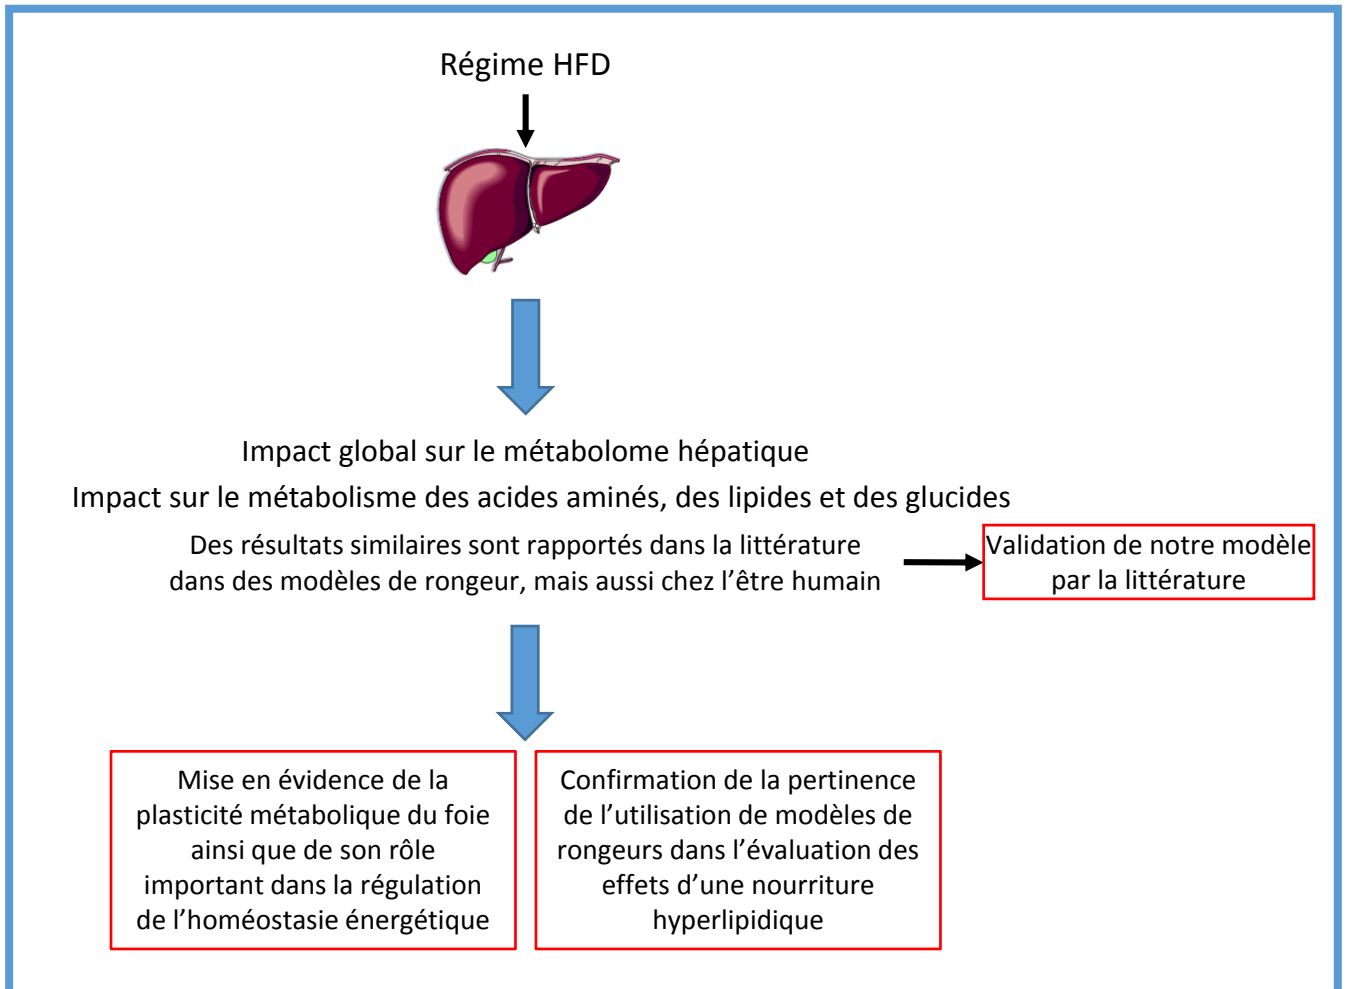 Régime HFD
Impact global sur le métabolome hépatique
Impact sur le métabolisme des acides aminés, des lipides et des glucides
Des résultats similaires sont rapportés dans la littérature
dans des modèles de rongeur, mais aussi chez l’être humain
Validation de notre modèle
par la littérature
Mise en évidence de la
plasticité métabolique du foie
ainsi que de son rôle
important dans la régulation
de l’homéostasie énergétique
Confirmation de la pertinence
de l’utilisation de modèles de
rongeurs dans l’évaluation des
effets d’une nourriture
hyperlipidique